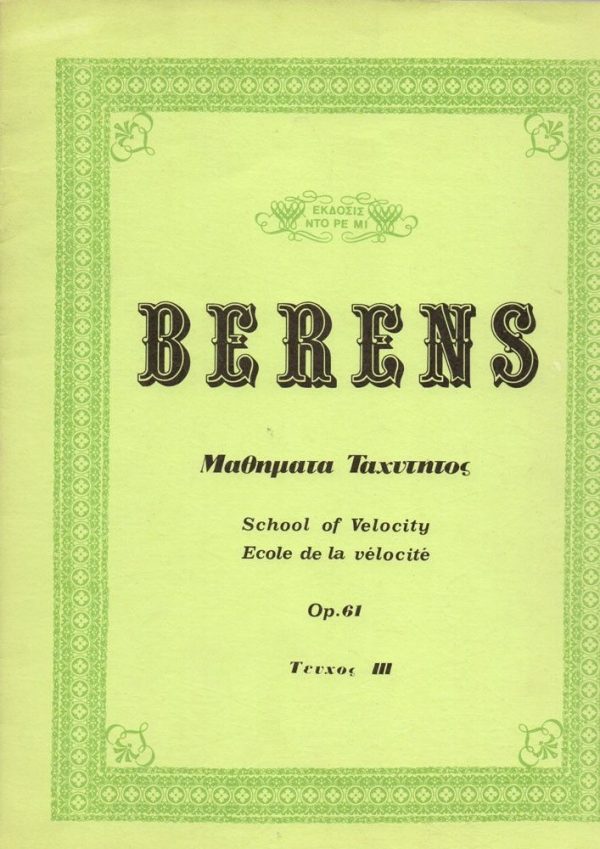 ΕΚΔΟΣΙΣ
ΝΤΟ ΡΕ ΜΙ
BERENS
Μαθηματα Ταχυτητος
School of Velocity
Ecole de la vélocité
Op.61
Τευχος III